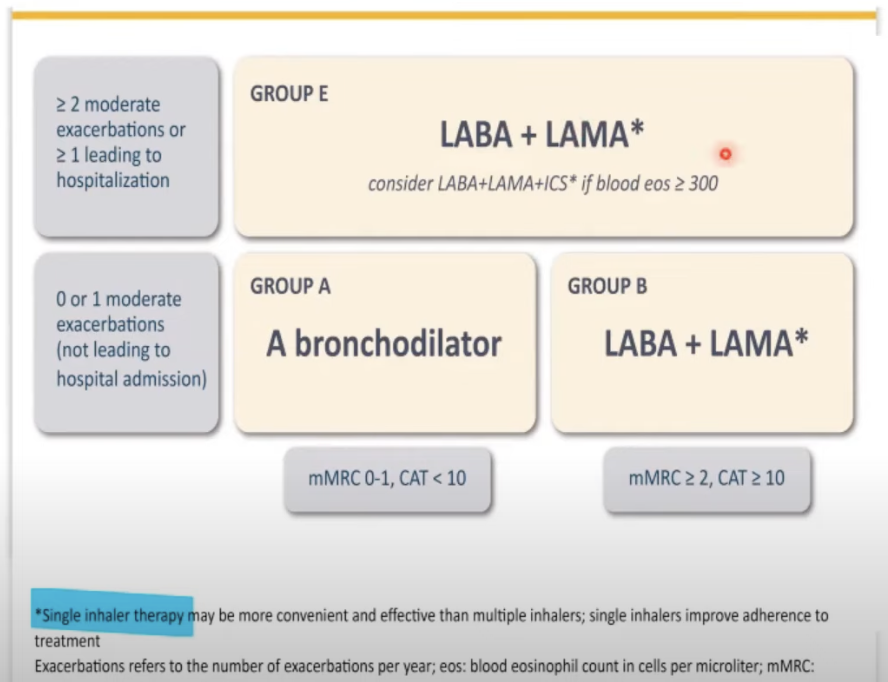 ≥ 2 moderate
exacerbations or
≥ 1 leading to
hospitalization
GROUP E
LABA + LAMA*
consider LABA+LAMA+ICS* if blood eos ≥ 300
0 or 1 moderate
exacerbations
(not leading to
hospital admission)
GROUP A
A bronchodilator
GROUP B
LABA + LAMA*
mMRC 0-1, CAT < 10
mMRC ≥ 2, CAT ≥ 10
*Single inhaler therapy may be more convenient and effective than multiple inhalers; single inhalers improve adherence to
treatment
Exacerbations refers to the number of exacerbations per year; eos: blood eosinophil count in cells per microliter; mMRC: